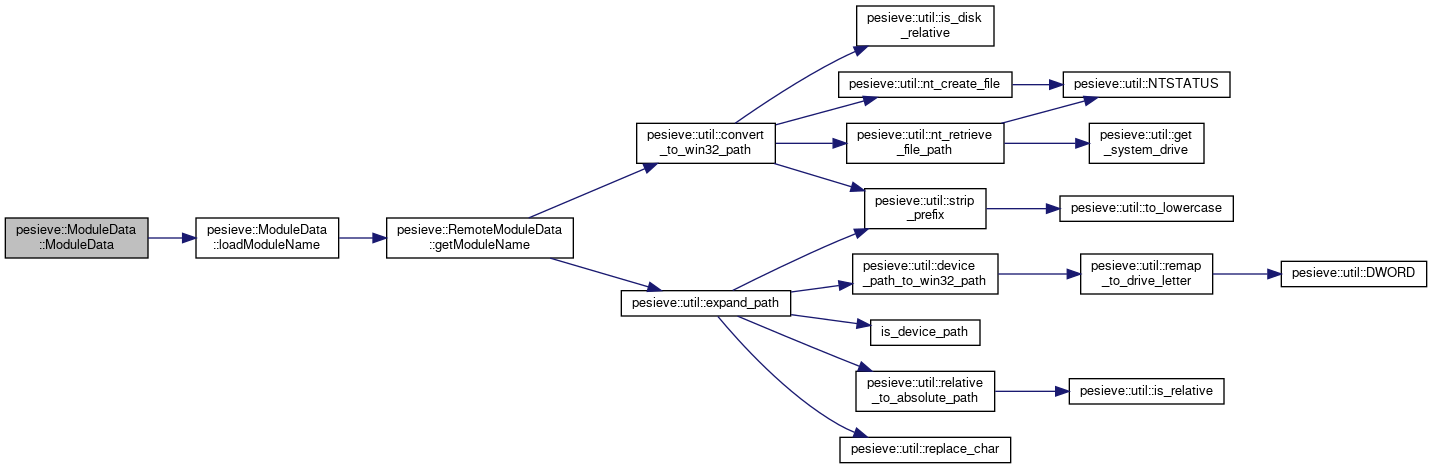 pesieve::ModuleData
::ModuleData
pesieve::ModuleData
::loadModuleName
pesieve::RemoteModuleData
::getModuleName
pesieve::util::convert
_to_win32_path
pesieve::util::expand_path
pesieve::util::is_disk
_relative
pesieve::util::nt_create_file
pesieve::util::nt_retrieve
_file_path
pesieve::util::strip
_prefix
pesieve::util::device
_path_to_win32_path
is_device_path
pesieve::util::relative
_to_absolute_path
pesieve::util::replace_char
pesieve::util::NTSTATUS
pesieve::util::get
_system_drive
pesieve::util::to_lowercase
pesieve::util::remap
_to_drive_letter
pesieve::util::is_relative
pesieve::util::DWORD